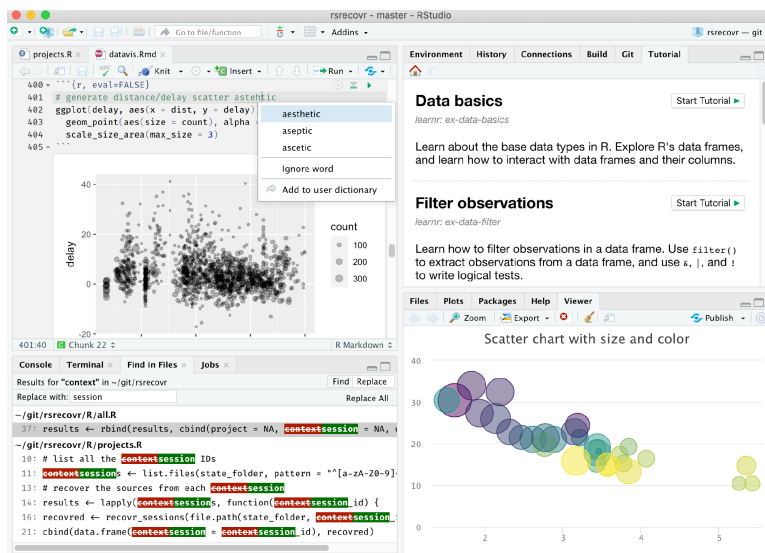 rsrecovr - master - RStudio
Go to file/function
Addins
rsrecovr — git
projects.R
datavis.Rmd
ABC
Knit
Insert
Run
400 ```{r, eval=FALSE}
401 # generate distance/delay scatter astehtic
402 ggplot(delay, aes(x = dist, y = delay))
403 geom_point(aes(size = count), alpha =
404 scale_size_area(max_size = 3)
405 ```
aesthetic
aseptic
ascetic
Ignore word
Add to user dictionary
40
20
0
-20
delay
count
100
200
300
401:40
Chunk 22
R Markdown
Console
Terminal
Find in Files
Jobs
Results for "context" in ~/git/rsrecovr
Find
Replace
Replace with:
session
Replace All
~/git/rsrecovr/R/all.R
37: results ← rbind(results, cbind(project = NA, contextsession = NA,
~/git/rsrecovr/R/projects.R
10: # list all the contextsession IDs
11: contextsessions ← list.files(state_folder, pattern = "^[a-zA-Z0-9]
13: # recover the sources from each contextsession
14: results ← lapply(contextsessions, function(contextsession_id) {
16: recovred ← recovr_sessions(file.path(state_folder, contextsession_
21: cbind(data.frame(contextsession = contextsession_id), recovred)
Environment
History
Connections
Build
Git
Tutorial
Data basics
Start Tutorial
learnr: ex-data-basics
Learn about the base data types in R. Explore R's data frames,
and learn how to interact with data frames and their columns.
Filter observations
Start Tutorial
learnr: ex-data-filter
Learn how to filter observations in a data frame. Use filter()
to extract observations from a data frame, and use &, |, and !
to write logical tests.
Files
Plots
Packages
Help
Viewer
Zoom
Export
Publish
Scatter chart with size and color
40
30
20
10
0
2
3
4
5